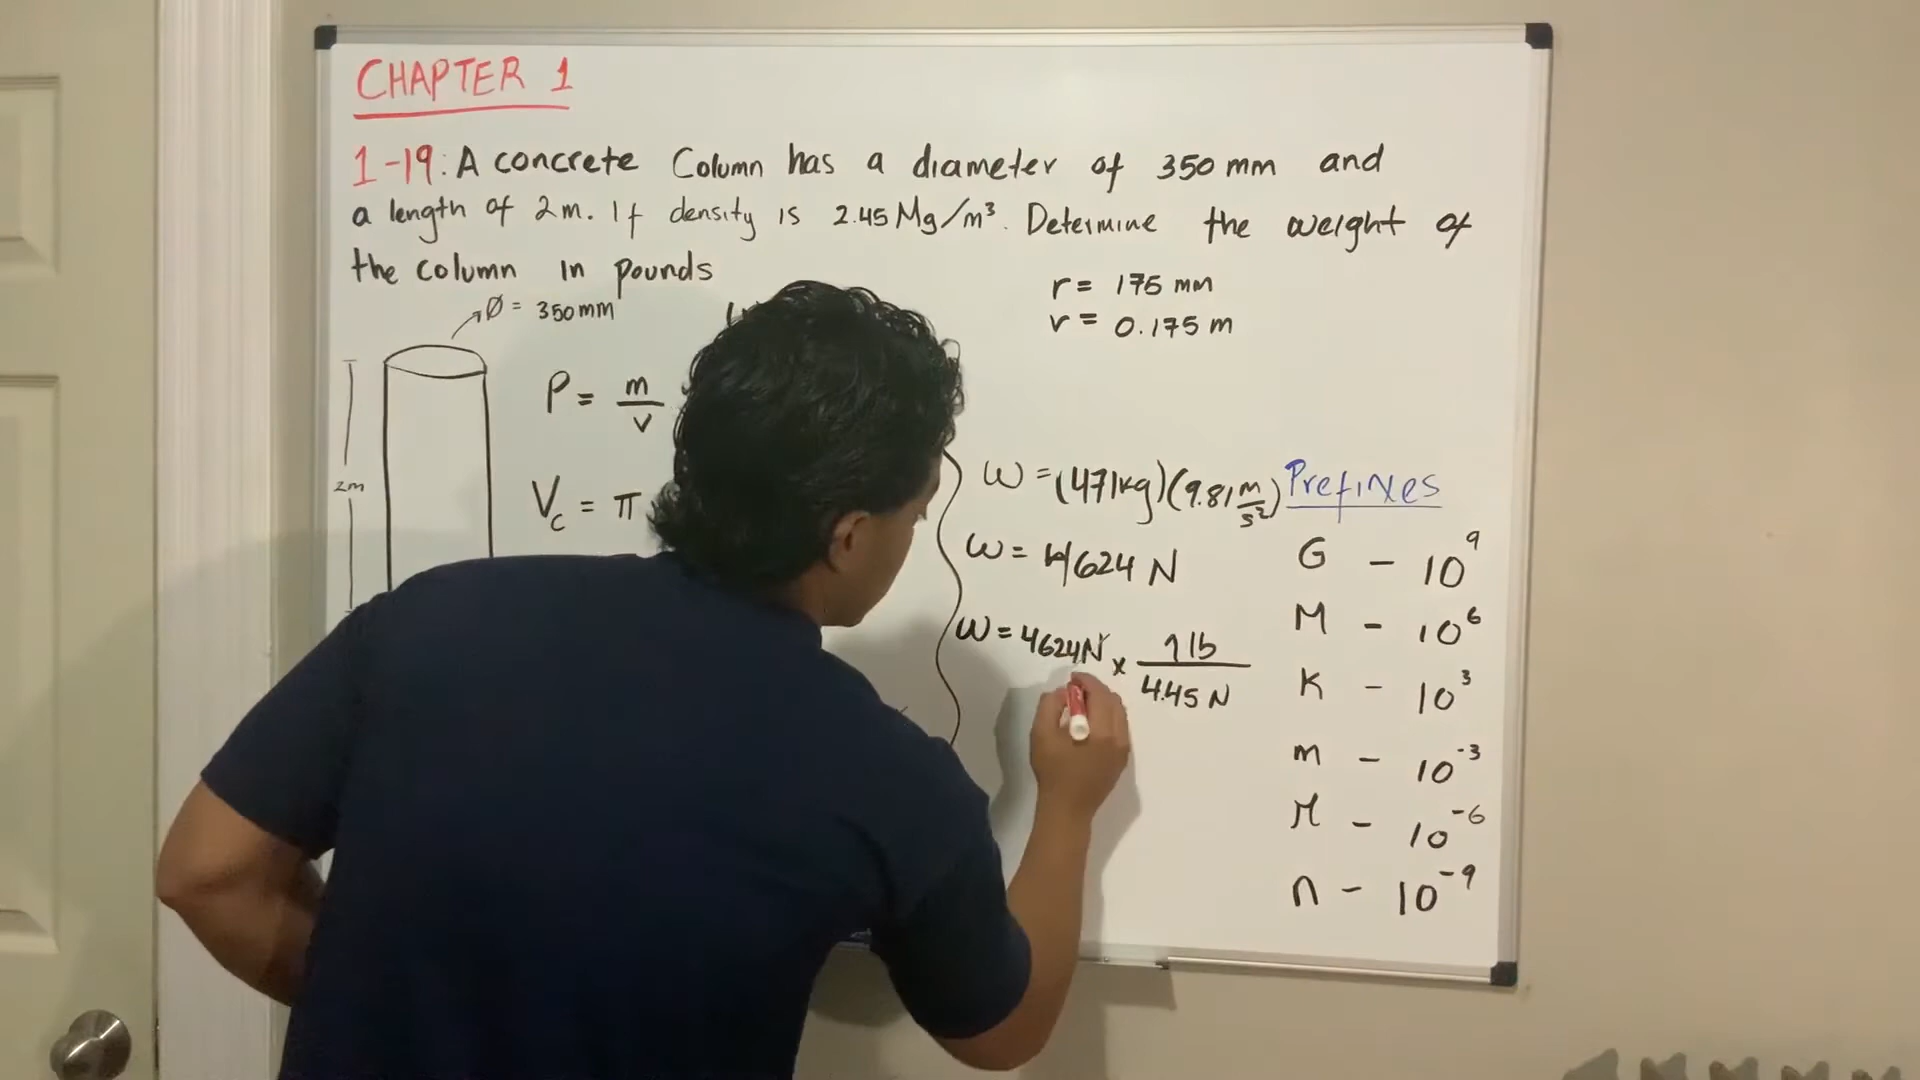 CHAPTER 1
1-19: A concrete Column has a diameter of 350 mm and
a length of 2m. If density is 2.45 Mg/m³. Determine the weight of
the column in pounds
Ø = 350mm
r = 175 mm
r = 0.175 m
2m
ρ = m/v
V_c = π
ω = (471kg)(9.81 m/s²)
ω = 4624 N
ω = 4624N x 1 lb/4.45 N
Prefixes
G - 10⁹
M - 10⁶
K - 10³
m - 10⁻³
μ - 10⁻⁶
n - 10⁻⁹